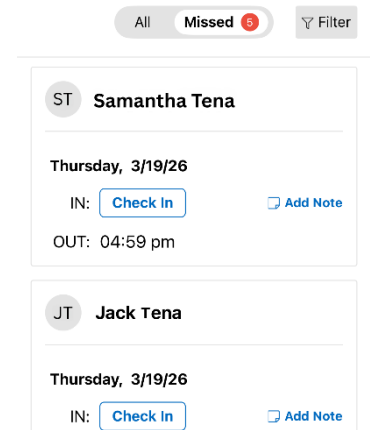 All Missed 5 Filter
ST Samantha Tena
Thursday, 3/19/26
IN: Check In Add Note
OUT: 04:59 pm
JT Jack Tena
Thursday, 3/19/26
IN: Check In Add Note